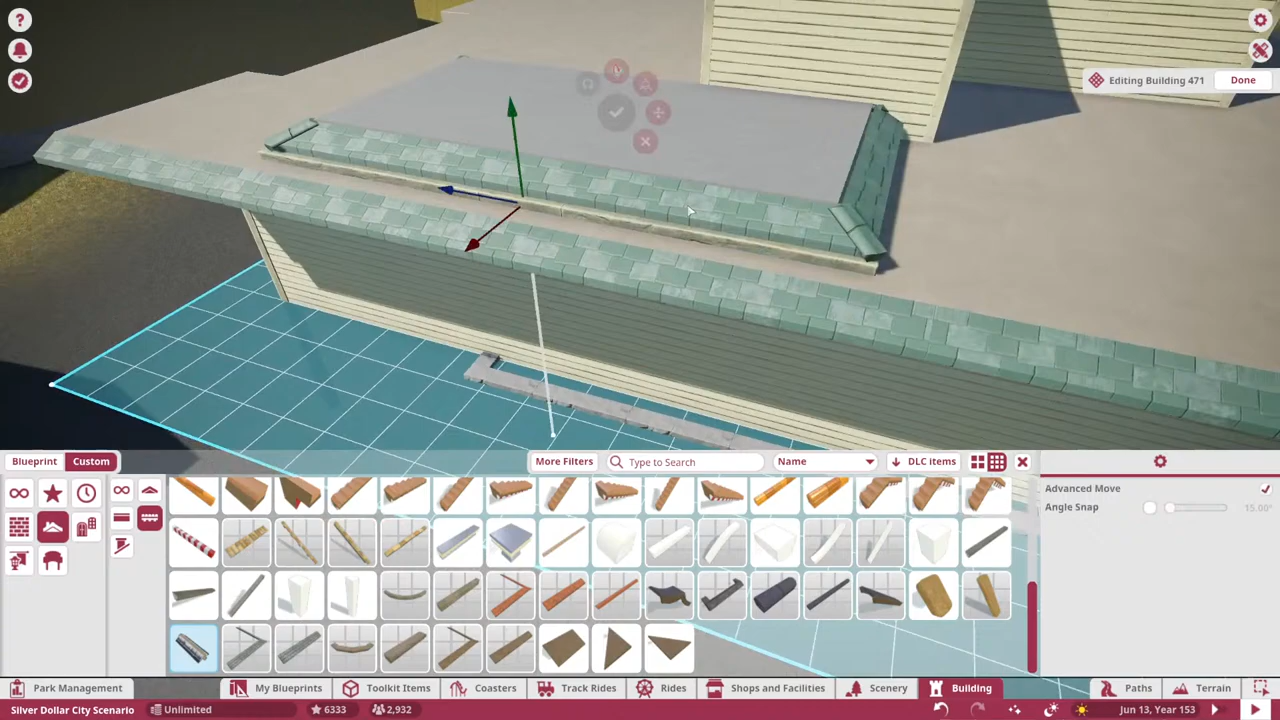 ?
Editing Building 471
Done
Blueprint
Custom
More Filters
Type to Search
Name
DLC items
Advanced Move
Angle Snap
15.00°
Park Management
My Blueprints
Toolkit Items
Coasters
Track Rides
Rides
Shops and Facilities
Scenery
Building
Paths
Terrain
Silver Dollar City Scenario
Unlimited
6333
2,932
Jun 13, Year 153